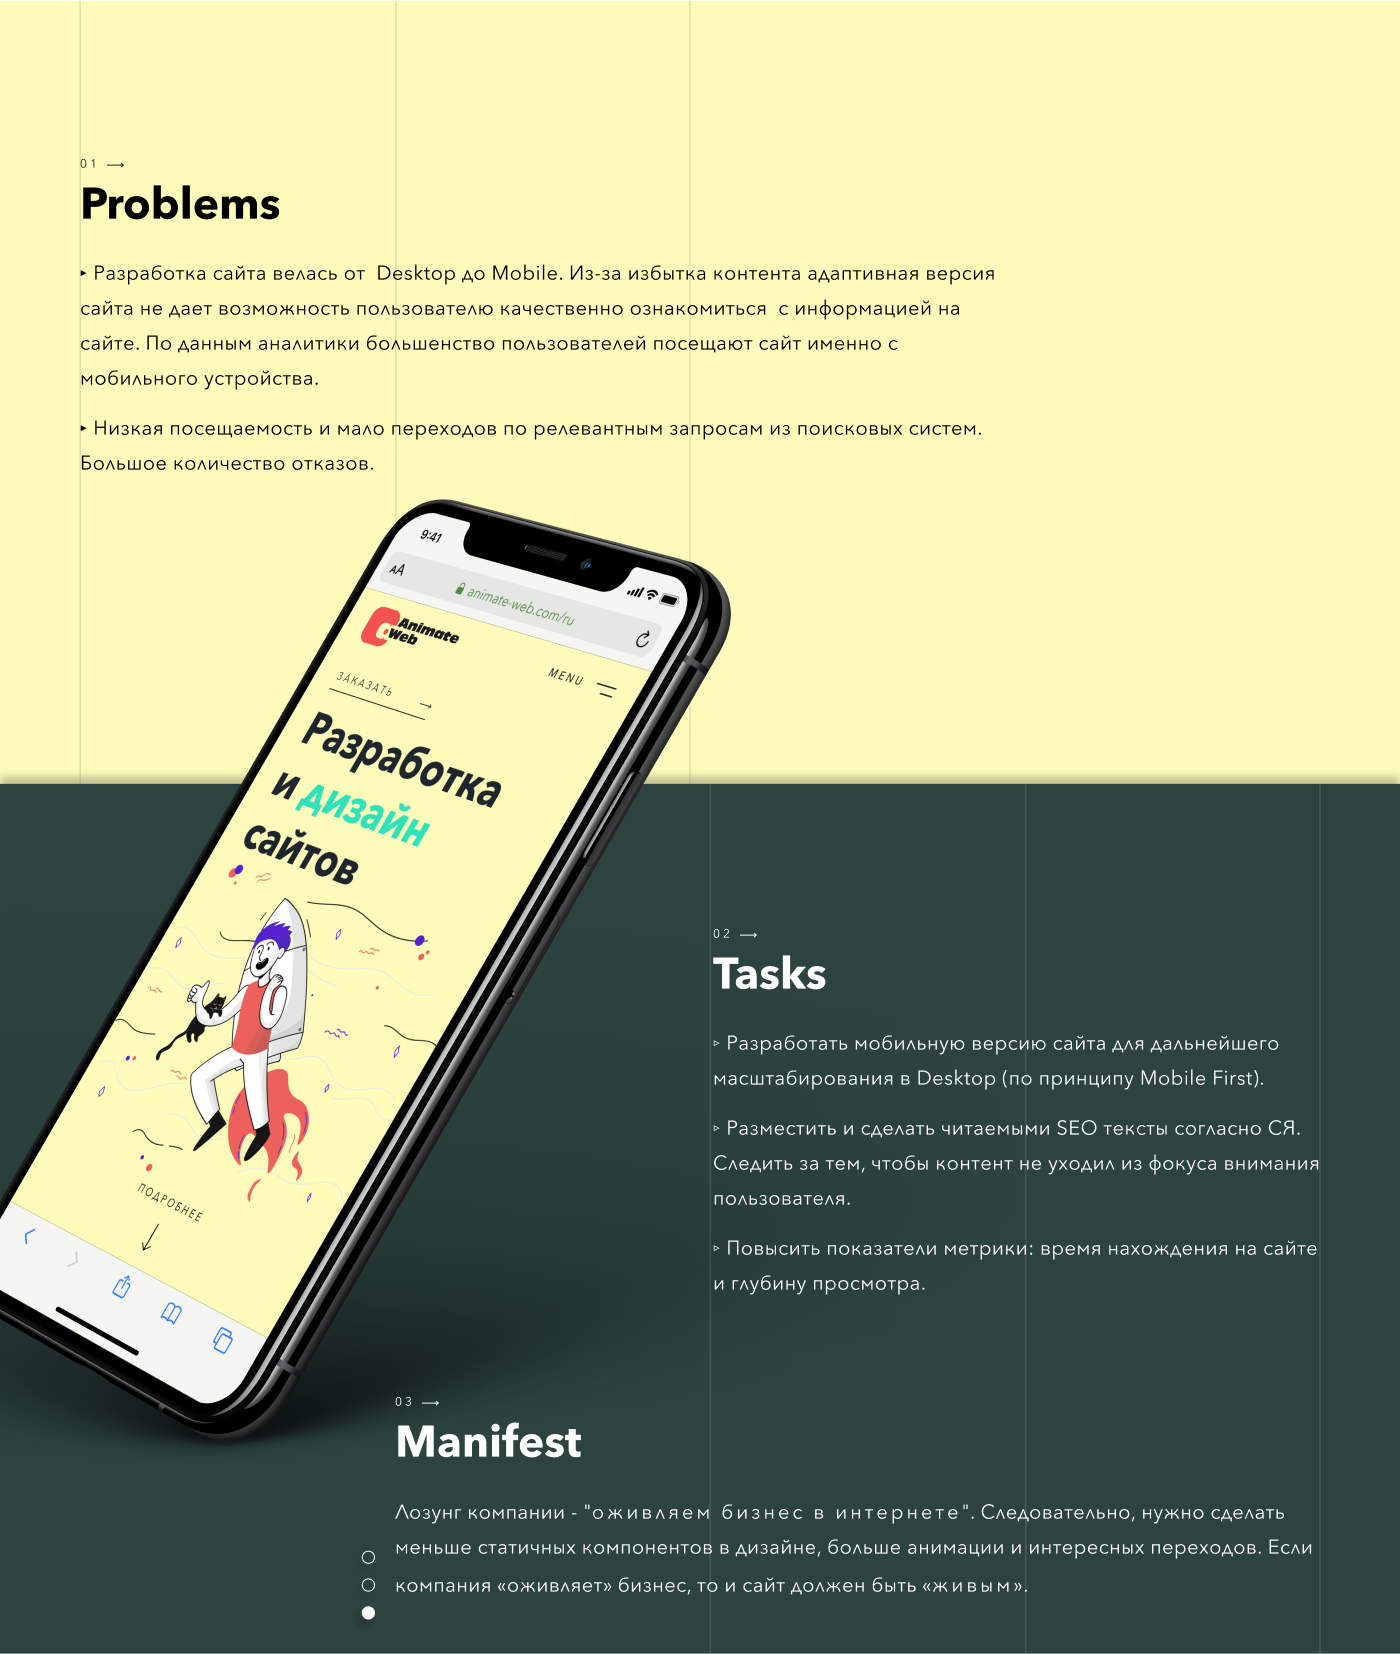 01 →
Problems
▸ Разработка сайта велась от  Desktop до Mobile. Из-за избытка контента адаптивная версия
сайта не дает возможность пользователю качественно ознакомиться  с информацией на
сайте. По данным аналитики большенство пользователей посещают сайт именно с
мобильного устройства.
▸ Низкая посещаемость и мало переходов по релевантным запросам из поисковых систем.
Большое количество отказов.
9:41
AA animate-web.com/ru
Animate
Web
MENU
ЗАКАЗАТЬ →
Разработка
и дизайн
сайтов
ПОДРОБНЕЕ
02 →
Tasks
▹ Разработать мобильную версию сайта для дальнейшего
масштабирования в Desktop (по принципу Mobile First).
▹ Разместить и сделать читаемыми SEO тексты согласно СЯ.
Следить за тем, чтобы контент не уходил из фокуса внимания
пользователя.
▹ Повысить показатели метрики: время нахождения на сайте
и глубину просмотра.
03 →
Manifest
Лозунг компании - "оживляем бизнес в интернете". Следовательно, нужно сделать
меньше статичных компонентов в дизайне, больше анимации и интересных переходов. Если
компания «оживляет» бизнес, то и сайт должен быть «живым».